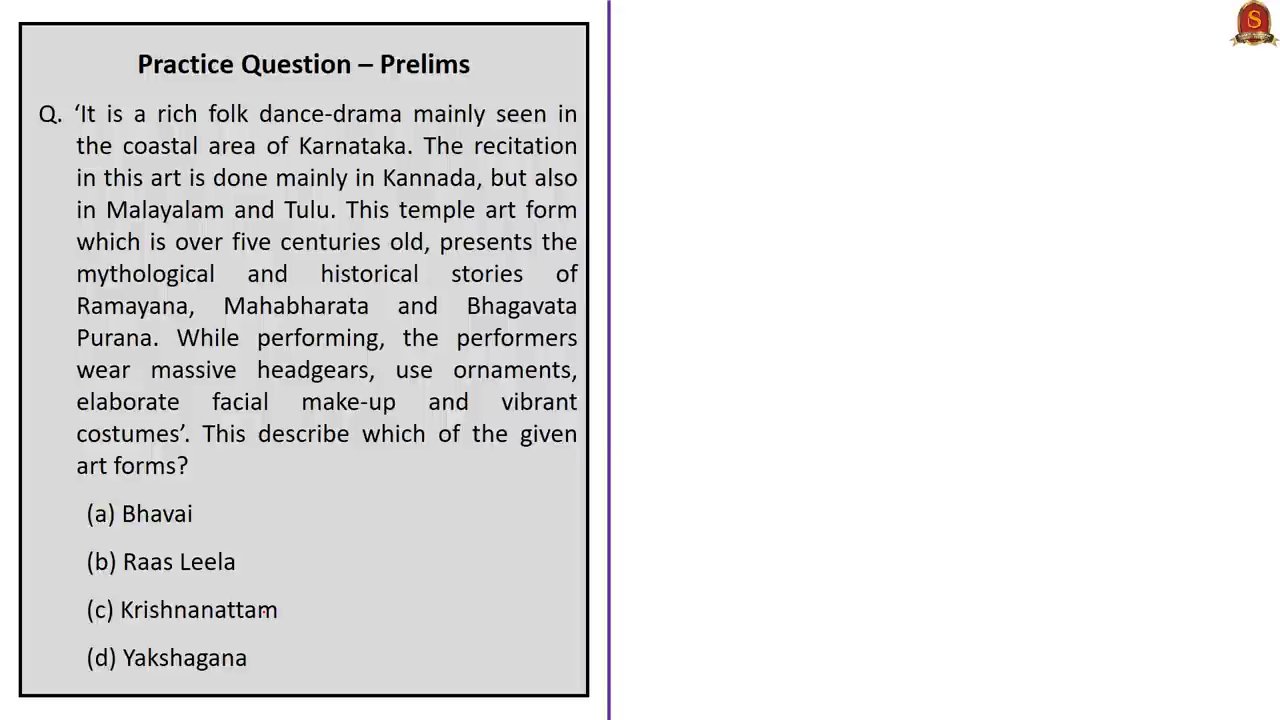 Practice Question – Prelims
Q. ‘It is a rich folk dance-drama mainly seen in
the coastal area of Karnataka. The recitation
in this art is done mainly in Kannada, but also
in Malayalam and Tulu. This temple art form
which is over five centuries old, presents the
mythological and historical stories of
Ramayana, Mahabharata and Bhagavata
Purana. While performing, the performers
wear massive headgears, use ornaments,
elaborate facial make-up and vibrant
costumes’. This describe which of the given
art forms?
(a) Bhavai
(b) Raas Leela
(c) Krishnanattam
(d) Yakshagana
S